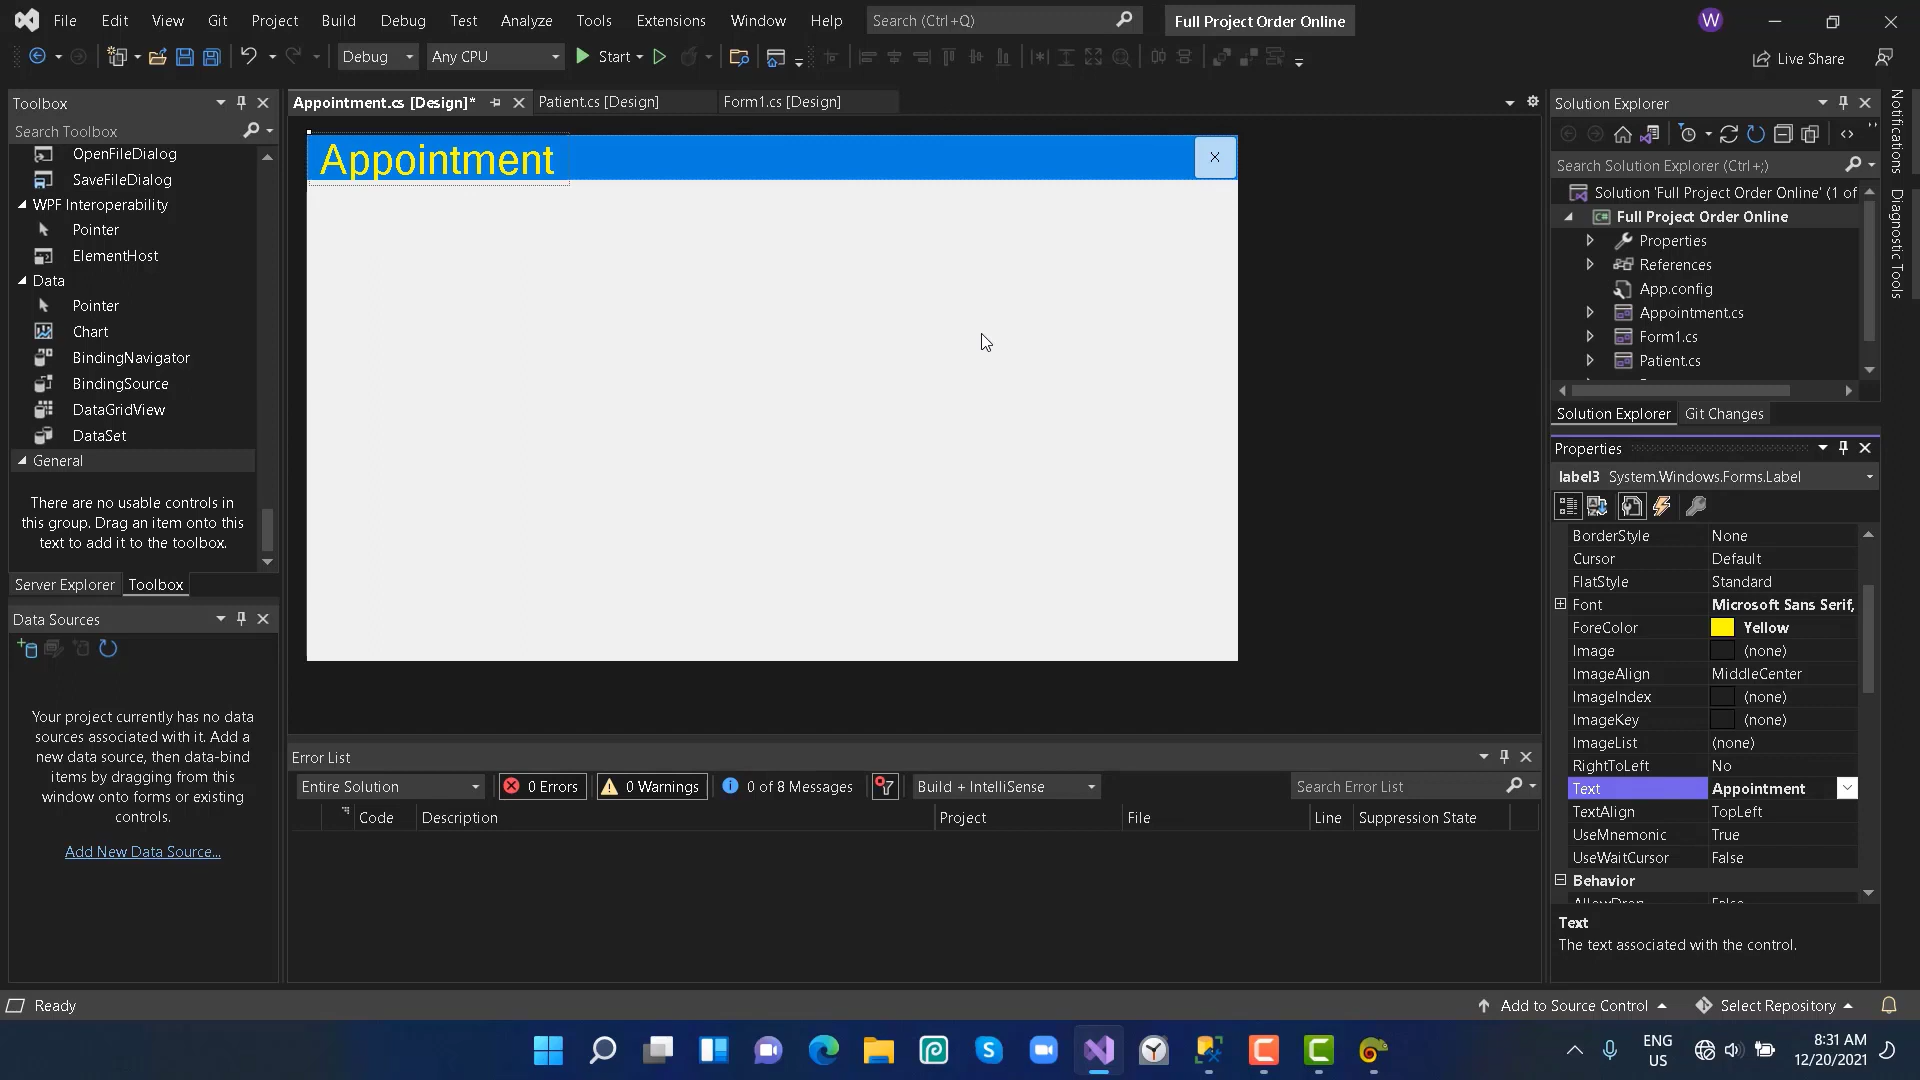 File Edit View Git Project Build Debug Test Analyze Tools Extensions Window Help Search (Ctrl+Q) Full Project Order Online W
Debug Any CPU Start Live Share
Toolbox
Search Toolbox
OpenFileDialog
SaveFileDialog
WPF Interoperability
Pointer
ElementHost
Data
Pointer
Chart
BindingNavigator
BindingSource
DataGridView
DataSet
General
There are no usable controls in
this group. Drag an item onto this
text to add it to the toolbox.
Server Explorer Toolbox
Data Sources
Your project currently has no data
sources associated with it. Add a
new data source, then data-bind
items by dragging from this
window onto forms or existing
controls.
Add New Data Source...
Appointment.cs [Design]* Patient.cs [Design] Form1.cs [Design]
Appointment
Error List
Entire Solution 0 Errors 0 Warnings 0 of 8 Messages Build + IntelliSense Search Error List
Code Description Project File Line Suppression State
Solution Explorer
Search Solution Explorer (Ctrl+;)
Solution 'Full Project Order Online' (1 of
Full Project Order Online
Properties
References
App.config
Appointment.cs
Form1.cs
Patient.cs
Solution Explorer Git Changes
Properties
label3 System.Windows.Forms.Label
BorderStyle None
Cursor Default
FlatStyle Standard
Font Microsoft Sans Serif,
ForeColor Yellow
Image (none)
ImageAlign MiddleCenter
ImageIndex (none)
ImageKey (none)
ImageList (none)
RightToLeft No
Text Appointment
TextAlign TopLeft
UseMnemonic True
UseWaitCursor False
Behavior
AllowDrop False
Text
The text associated with the control.
Notifications
Diagnostic Tools
Ready Add to Source Control Select Repository
ENG
US
8:31 AM
12/20/2021